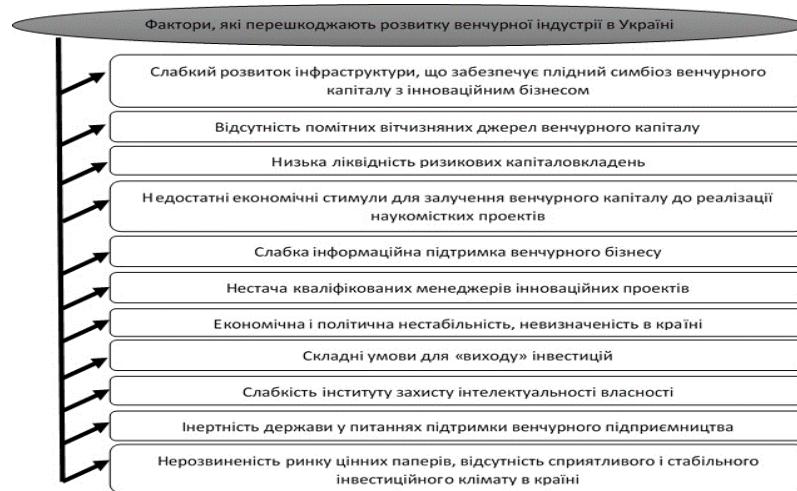 Фактори, які перешкоджають розвитку венчурної індустрії в Україні
Слабкий розвиток інфраструктури, що забезпечує плідний симбіоз венчурного
капіталу з інноваційним бізнесом
Відсутність помітних вітчизняних джерел венчурного капіталу
Низька ліквідність ризикових капіталовкладень
Недостатні економічні стимули для залучення венчурного капіталу до реалізації
наукомістких проектів
Слабка інформаційна підтримка венчурного бізнесу
Нестача кваліфікованих менеджерів інноваційних проектів
Економічна і політична нестабільність, невизначеність в країні
Складні умови для «виходу» інвестицій
Слабкість інституту захисту інтелектуальності власності
Інертність держави у питаннях підтримки венчурного підприємництва
Нерозвиненість ринку цінних паперів, відсутність сприятливого і стабільного
інвестиційного клімату в країні